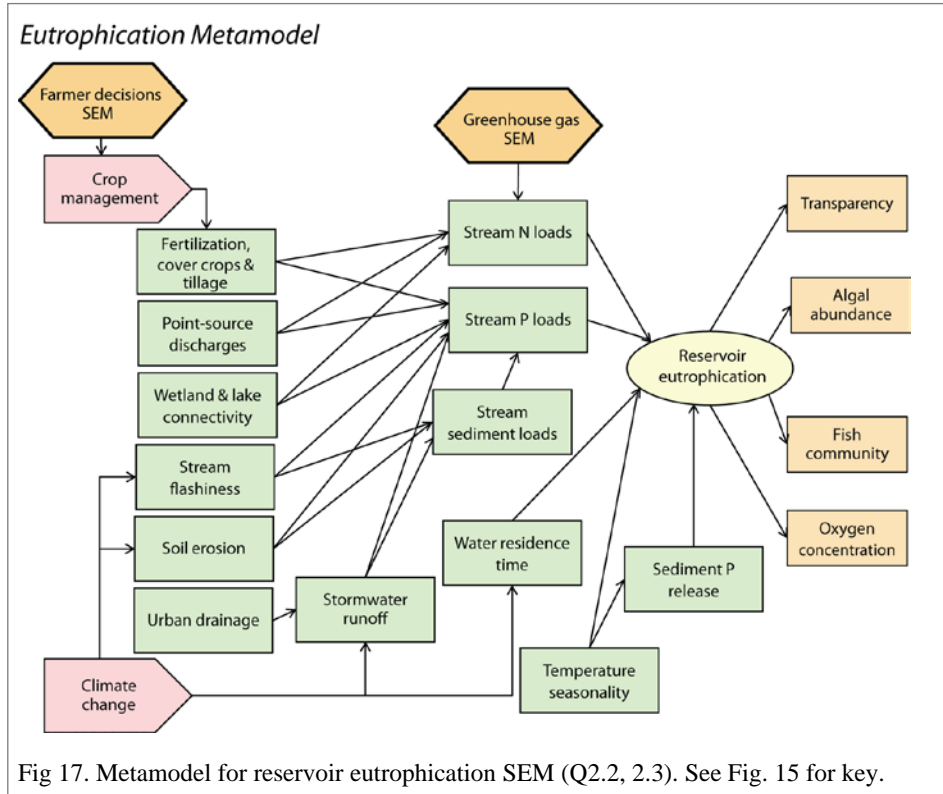 Eutrophication Metamodel
Farmer decisions
SEM
Greenhouse gas
SEM
Crop
management
Transparency
Stream N loads
Fertilization,
cover crops &
tillage
Algal
abundance
Point-source
discharges
Stream P loads
Reservoir
eutrophication
Wetland & lake
connectivity
Stream
sediment loads
Fish
community
Stream
flashiness
Oxygen
concentration
Soil erosion
Water residence
time
Sediment P
release
Urban drainage
Stormwater
runoff
Temperature
seasonality
Climate
change
Fig 17. Metamodel for reservoir eutrophication SEM (Q2.2, 2.3). See Fig. 15 for key.